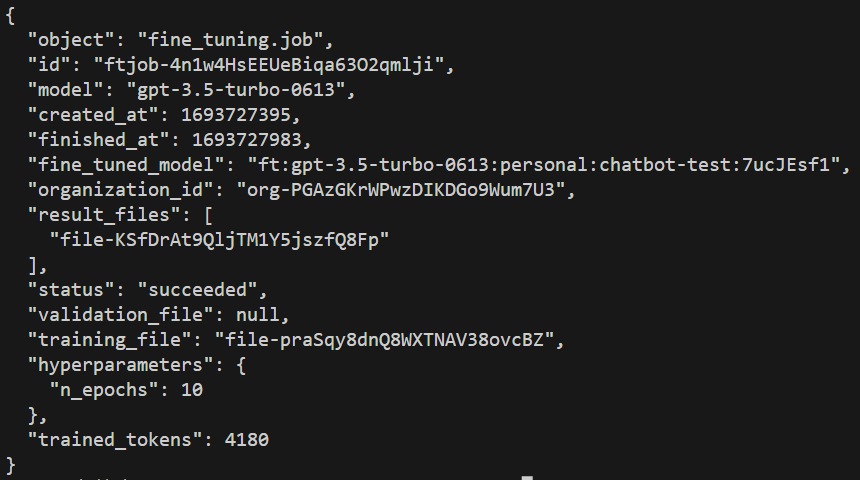 {
  "object": "fine_tuning.job",
  "id": "ftjob-4n1w4HsEEUeBiqa63O2qmlji",
  "model": "gpt-3.5-turbo-0613",
  "created_at": 1693727395,
  "finished_at": 1693727983,
  "fine_tuned_model": "ft:gpt-3.5-turbo-0613:personal:chatbot-test:7ucJEsf1",
  "organization_id": "org-PGAzGKrWPwzDIKDGo9Wum7U3",
  "result_files": [
    "file-KSfDrAt9QljTM1Y5jszfQ8Fp"
  ],
  "status": "succeeded",
  "validation_file": null,
  "training_file": "file-praSqy8dnQ8WXTNAV38ovcBZ",
  "hyperparameters": {
    "n_epochs": 10
  },
  "trained_tokens": 4180
}